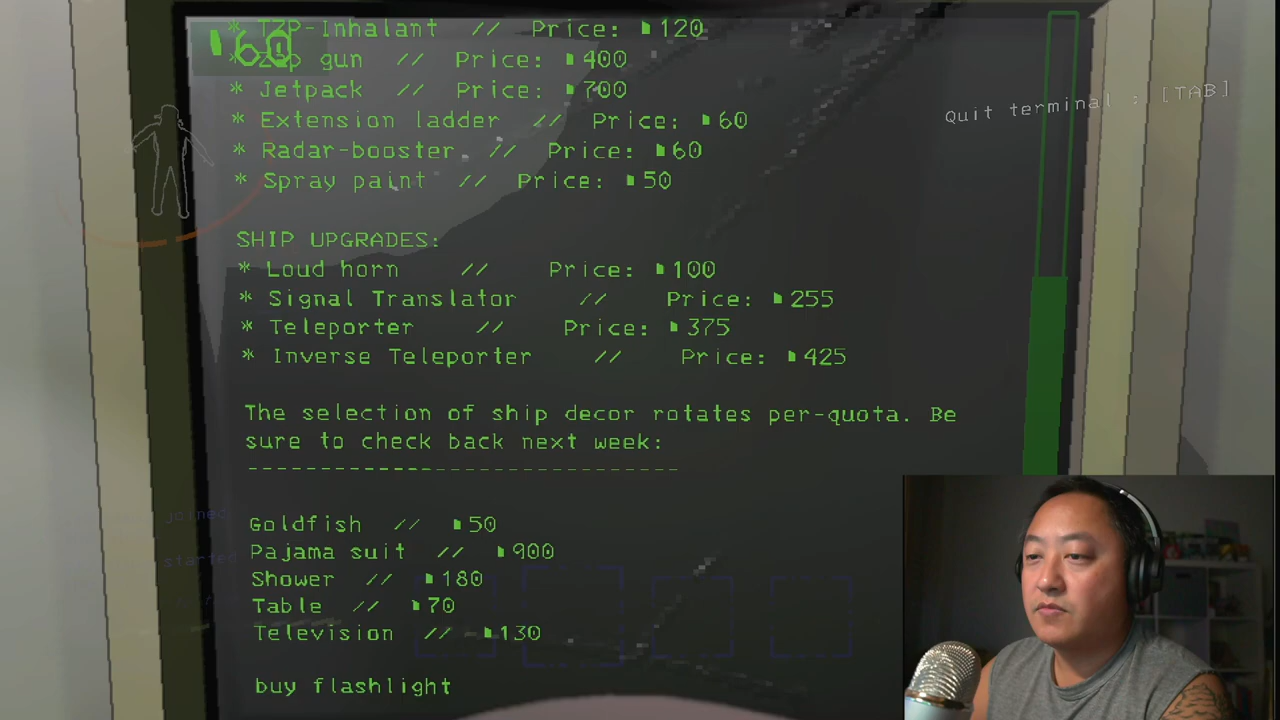 * TZP-Inhalant // Price: ▮120
▮60
* Zap gun // Price: ▮400
* Jetpack // Price: ▮700
* Extension ladder // Price: ▮60
* Radar-booster // Price: ▮60
* Spray paint // Price: ▮50
Quit terminal : [TAB]
SHIP UPGRADES:
* Loud horn // Price: ▮100
* Signal Translator // Price: ▮255
* Teleporter // Price: ▮375
* Inverse Teleporter // Price: ▮425
The selection of ship decor rotates per-quota. Be
sure to check back next week:
------------------------------
Goldfish // ▮50
Pajama suit // ▮900
Shower // ▮180
Table // ▮70
Television // ▮130
buy flashlight
joined
started